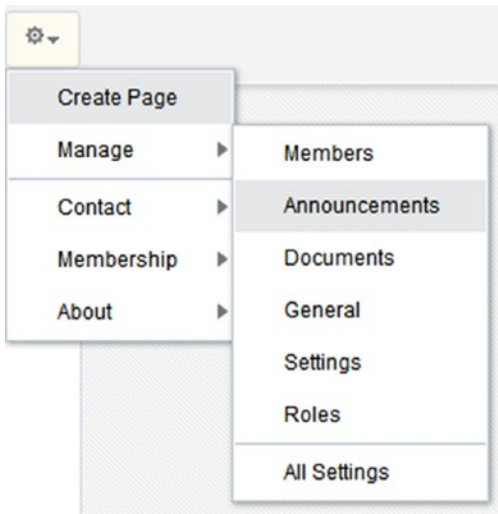 Create Page
Manage
Contact
Membership
About
Members
Announcements
Documents
General
Settings
Roles
All Settings